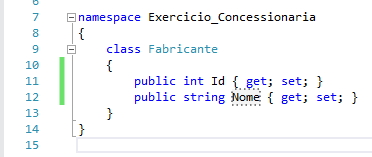 7 namespace Exercicio_Concessionaria
8 {
9 class Fabricante
10 {
11 public int Id { get; set; }
12 public string Nome { get; set; }
13 }
14 }
15